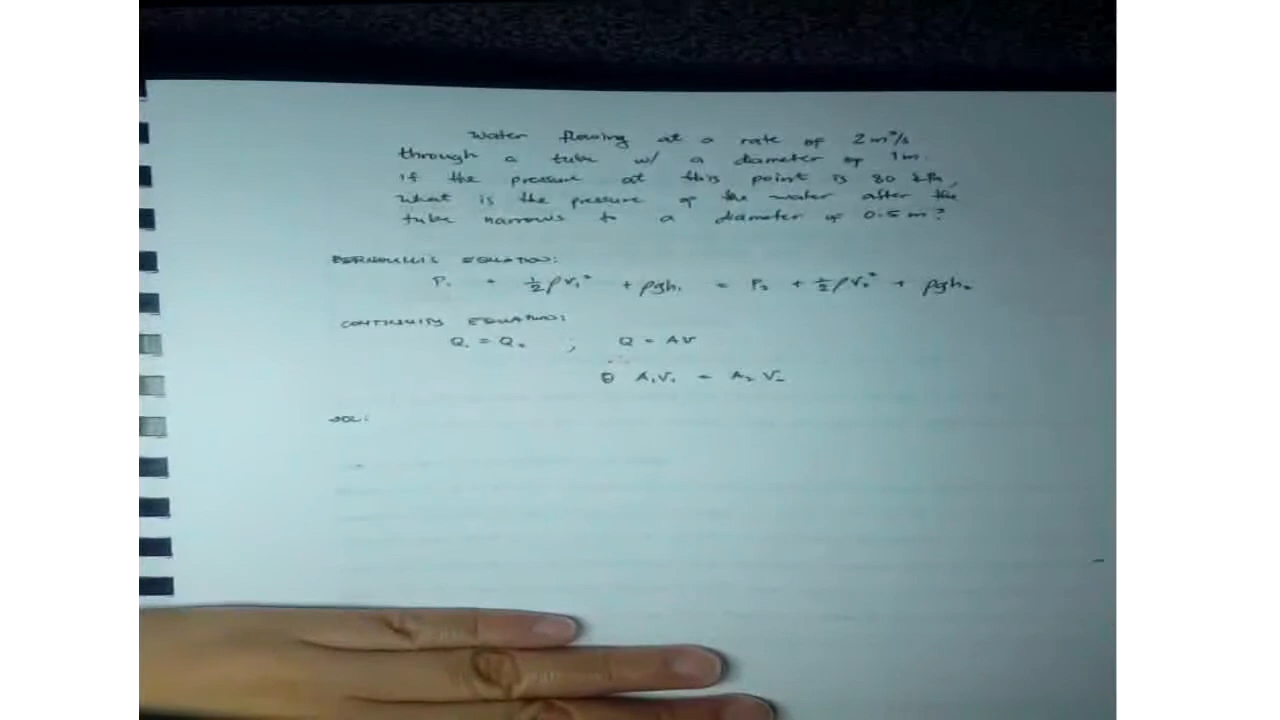 Water flowing at a rate of 2 m³/s
through a tube w/ a diameter of 1m.
If the pressure at this point is 80 kPa,
what is the pressure of the water after the
tube narrows to a diameter of 0.5 m?
BERNOULLI'S EQUATION:
P₁ + ½ρV₁² + ρgh₁ = P₂ + ½ρV₂² + ρgh₂
CONTINUITY EQUATION:
Q₁ = Q₂ ; Q = AV
∴
A₁V₁ = A₂V₂
SOL: